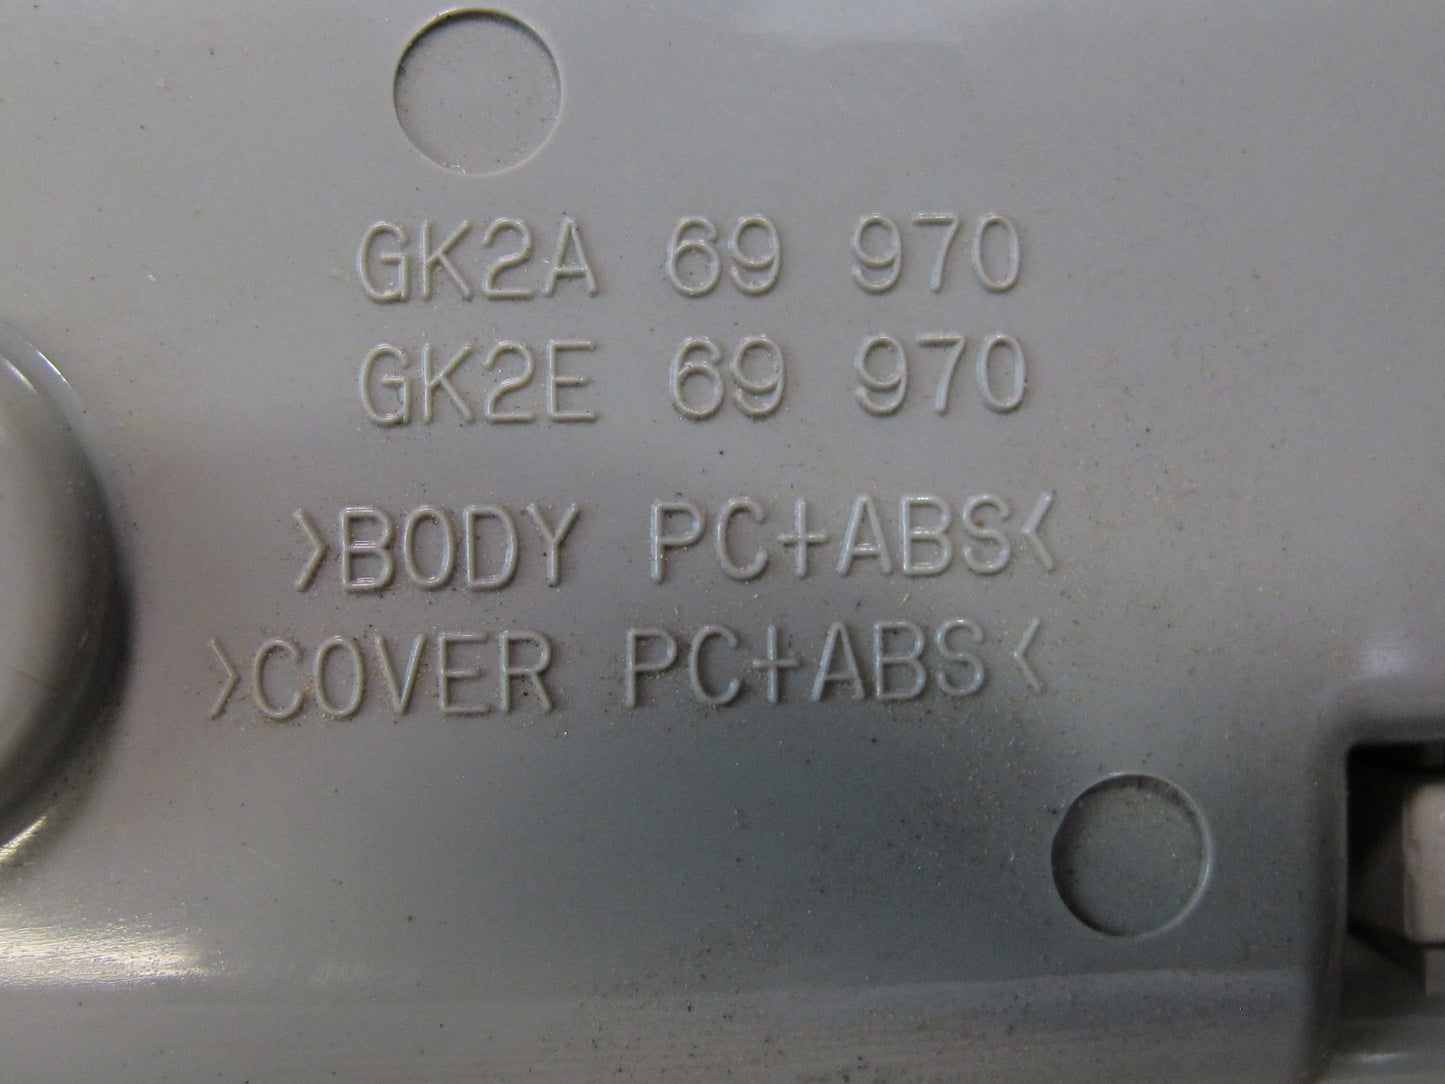 GK2A 69 970
GK2E 69 970
>BODY PC+ABS<
>COVER PC+ABS<